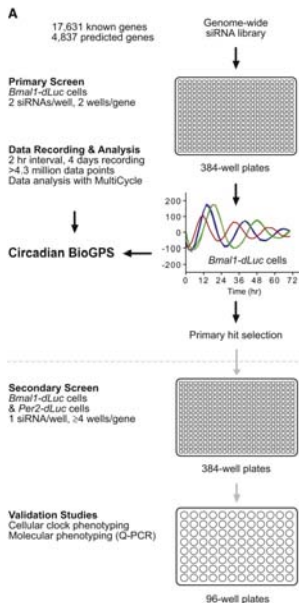 A
17,631 known genes
4,837 predicted genes
Genome-wide
siRNA library
Primary Screen
Bmal1-dLuc cells
2 siRNAs/well, 2 wells/gene
384-well plates
Data Recording & Analysis
2 hr interval, 4 days recording
>4.3 million data points
Data analysis with MultiCycle
200
100
0
-100
-200
0 12 24 36 48 60 72
Time (hr)
Bmal1-dLuc
cells
Circadian BioGPS
Primary hit selection
Secondary Screen
Bmal1-dLuc cells
& Per2-dLuc cells
1 siRNA/well, ≥4 wells/gene
384-well plates
Validation Studies
Cellular clock phenotyping
Molecular phenotyping (Q-PCR)
96-well plates